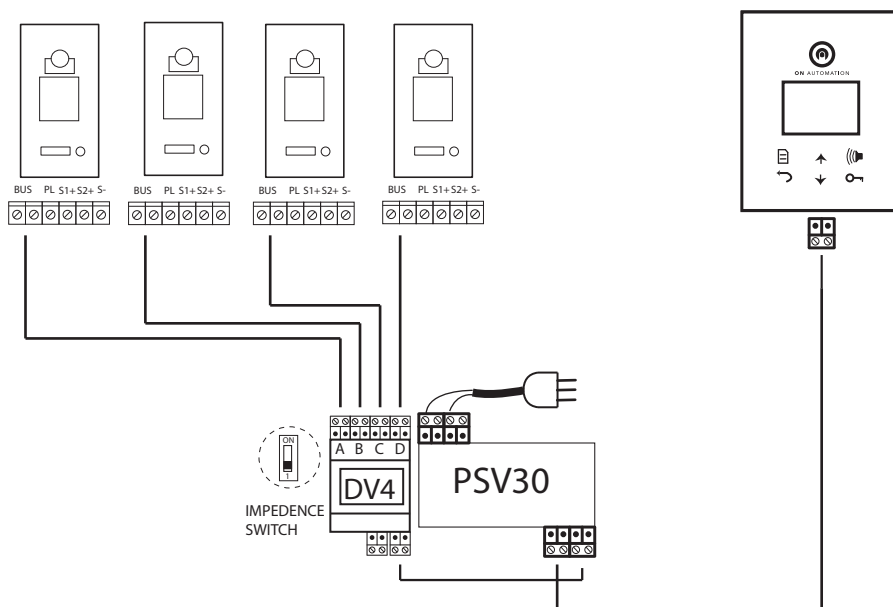 ON AUTOMATION
BUS PL S1+ S2+ S-
BUS PL S1+ S2+ S-
BUS PL S1+ S2+ S-
BUS PL S1+ S2+ S-
ON
1
IMPEDENCE
SWITCH
A B C D
DV4
PSV30